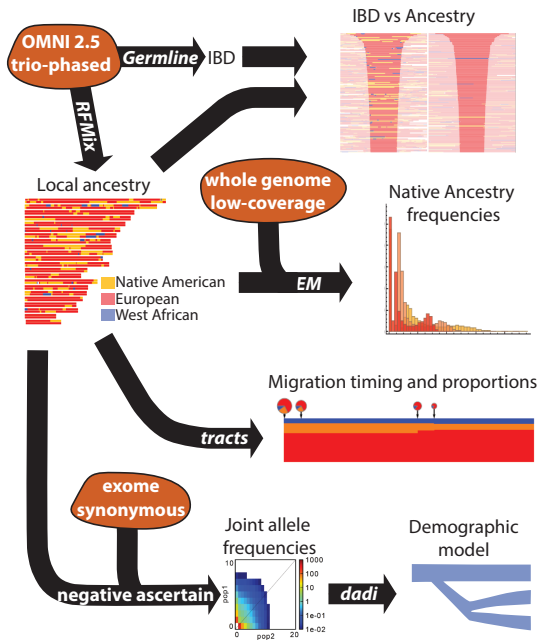 IBD vs Ancestry
OMNI 2.5
trio-phased
Germline
IBD
RFMix
Local ancestry
whole genome
low-coverage
Native Ancestry
frequencies
Native American
European
West African
EM
Migration timing and proportions
tracts
exome
synonymous
Joint allele
frequencies
Demographic
model
negative ascertain
dadi
10
pop1
0
0
pop2
20
1000
100
10
1
1e-01
1e-02